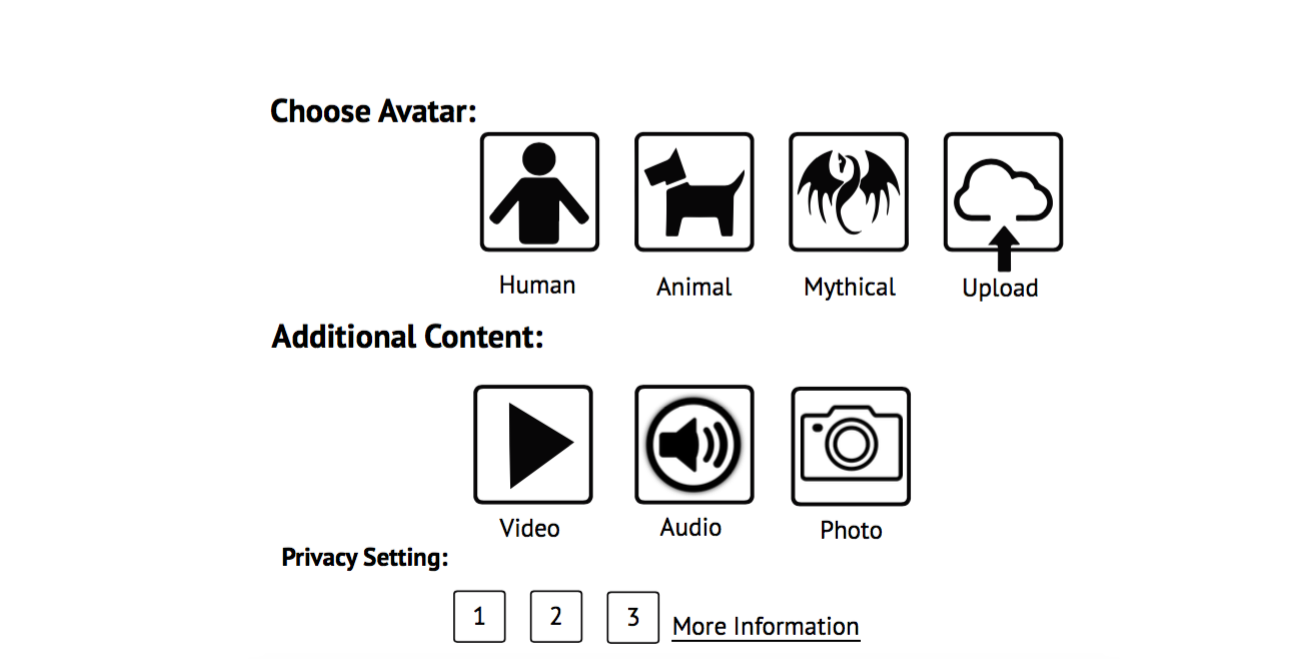 Choose Avatar:
Human Animal Mythical Upload
Additional Content:
Video Audio Photo
Privacy Setting:
1 2 3 More Information